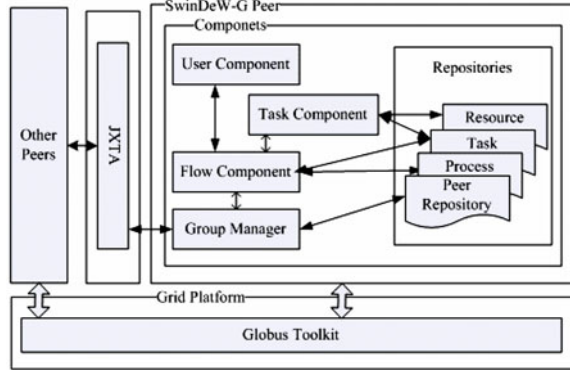 SwinDeW-G Peer
Componets
User Component
Repositories
Task Component
Resource
Other
Peers
JXTA
Task
Flow Component
Process
Peer
Repository
Group Manager
Grid Platform
Globus Toolkit